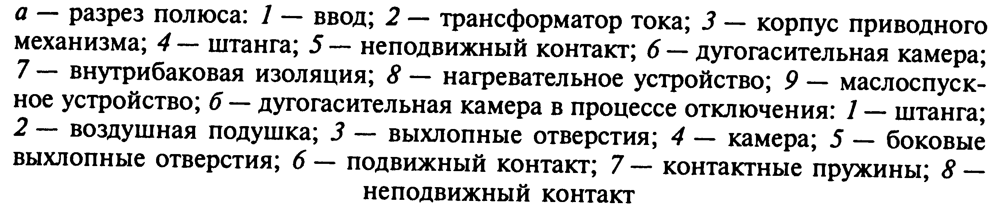 а — разрез полюса: 1 — ввод; 2 — трансформатор тока; 3 — корпус приводного
механизма; 4 — штанга; 5 — неподвижный контакт; 6 — дугогасительная камера;
7 — внутрибаковая изоляция; 8 — нагревательное устройство; 9 — маслоспуск-
ное устройство; б — дугогасительная камера в процессе отключения: 1 — штанга;
2 — воздушная подушка; 3 — выхлопные отверстия; 4 — камера; 5 — боковые
выхлопные отверстия; 6 — подвижный контакт; 7 — контактные пружины; 8 —
неподвижный контакт